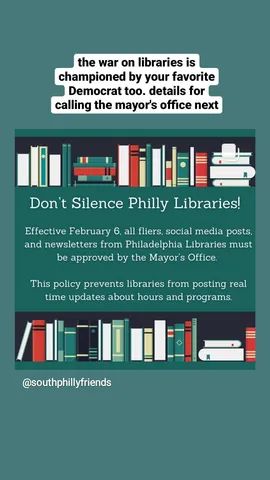 the war on libraries is
championed by your favorite
Democrat too. details for
calling the mayor's office next
Don't Silence Philly Libraries!
Effective February 6, all fliers, social media posts,
and newsletters from Philadelphia Libraries must
be approved by the Mayor's Office.
This policy prevents libraries from posting real
time updates about hours and programs.
@southphillyfriends